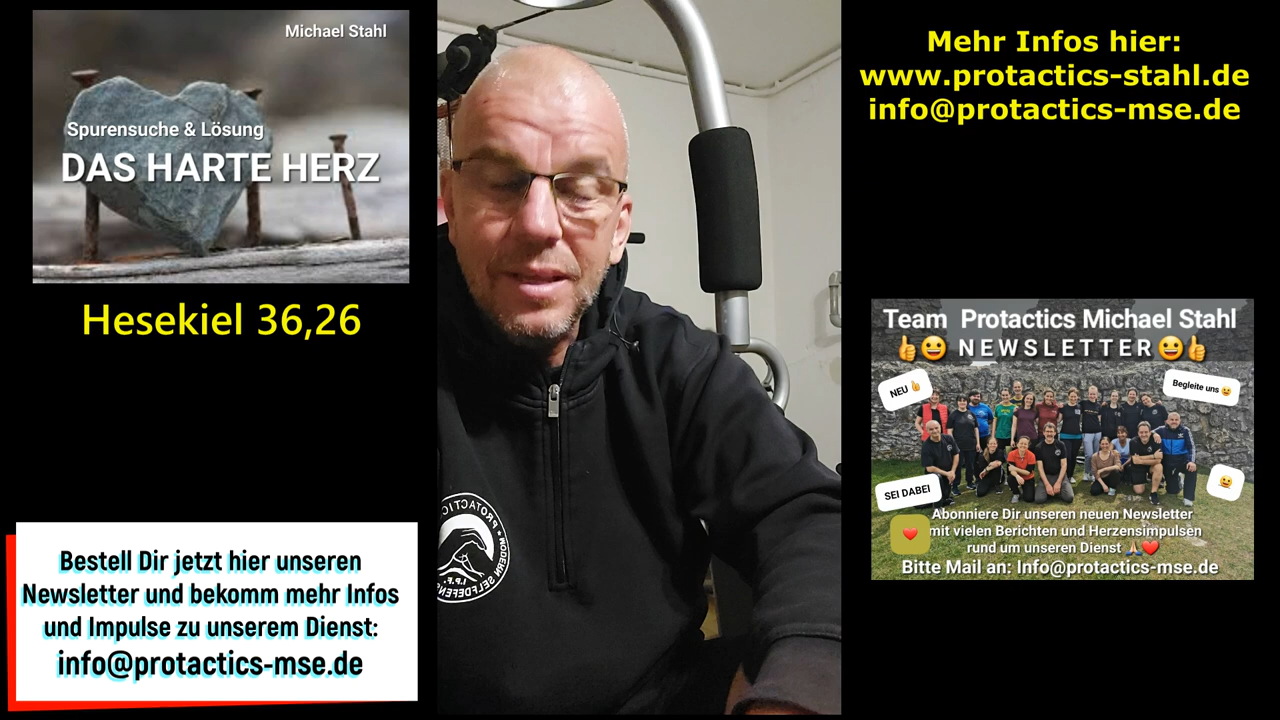 Michael Stahl
Spurensuche & Lösung
DAS HARTE HERZ
Hesekiel 36,26
Bestell Dir jetzt hier unseren
Newsletter und bekomm mehr Infos
und Impulse zu unserem Dienst:
info@protactics-mse.de
PROTACTIC
MODERN SELFDEFENS
I.P.F.
Mehr Infos hier:
www.protactics-stahl.de
info@protactics-mse.de
Team Protactics Michael Stahl
👍😆 NEWSLETTER😆👍
NEU👍
Begleite uns 😆
SEI DABEI
Abonniere Dir unseren neuen Newsletter
mit vielen Berichten und Herzensimpulsen
rund um unseren Dienst 🙏❤️
Bitte Mail an: Info@protactics-mse.de